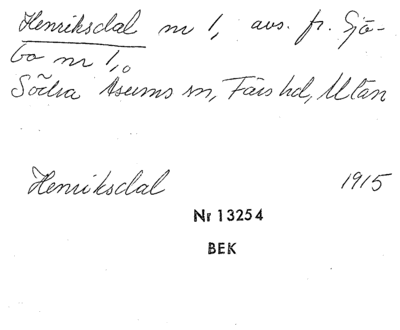 Henriksdal nr 1, avs. fr. Sjö-
bo nr 1,0
Södra Åsums sn, Färs hd, M län
Henriksdal 1915
Nr 13254
BEK